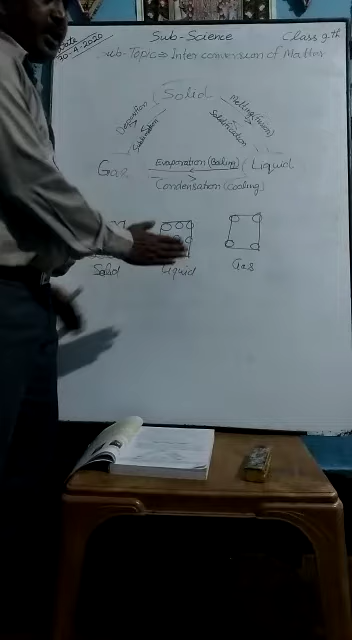 Sub-Science
Class 9th
Date
30-4-2020
Sub-Topic⇒ Interconversion of Matter
Solid
Deposition
Sublimation
Melting(Fusion)
Solidification
Gas
Evaporation(Boiling)
Liquid
Condensation(Cooling)
Solid
Liquid
Gas